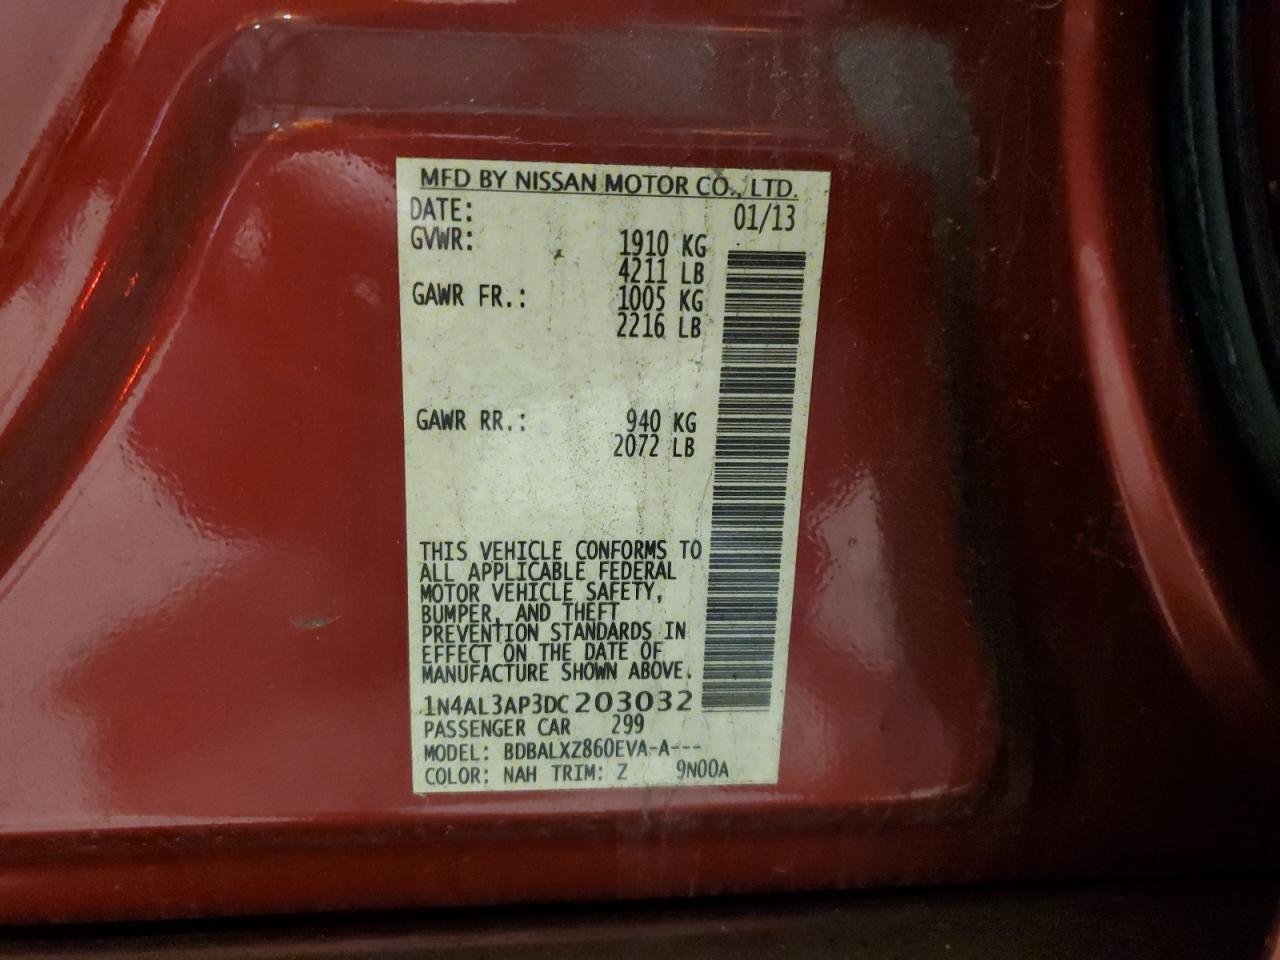 MFD BY NISSAN MOTOR CO., LTD.
DATE: 01/13
GVWR: 1910 KG
4211 LB
GAWR FR.: 1005 KG
2216 LB
GAWR RR.: 940 KG
2072 LB
THIS VEHICLE CONFORMS TO
ALL APPLICABLE FEDERAL
MOTOR VEHICLE SAFETY,
BUMPER, AND THEFT
PREVENTION STANDARDS IN
EFFECT ON THE DATE OF
MANUFACTURE SHOWN ABOVE.
1N4AL3AP3DC203032
PASSENGER CAR 299
MODEL: BDBALXZ860EVA-A---
COLOR: NAH TRIM: Z 9N00A